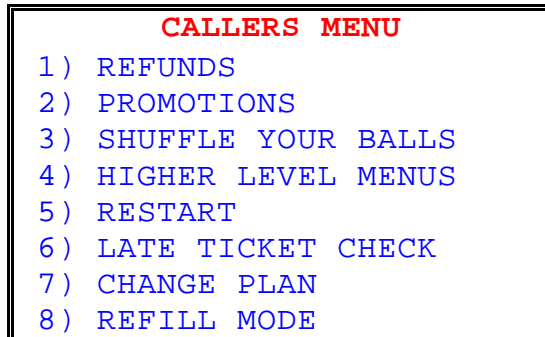 CALLERS MENU
1) REFUNDS
2) PROMOTIONS
3) SHUFFLE YOUR BALLS
4) HIGHER LEVEL MENUS
5) RESTART
6) LATE TICKET CHECK
7) CHANGE PLAN
8) REFILL MODE